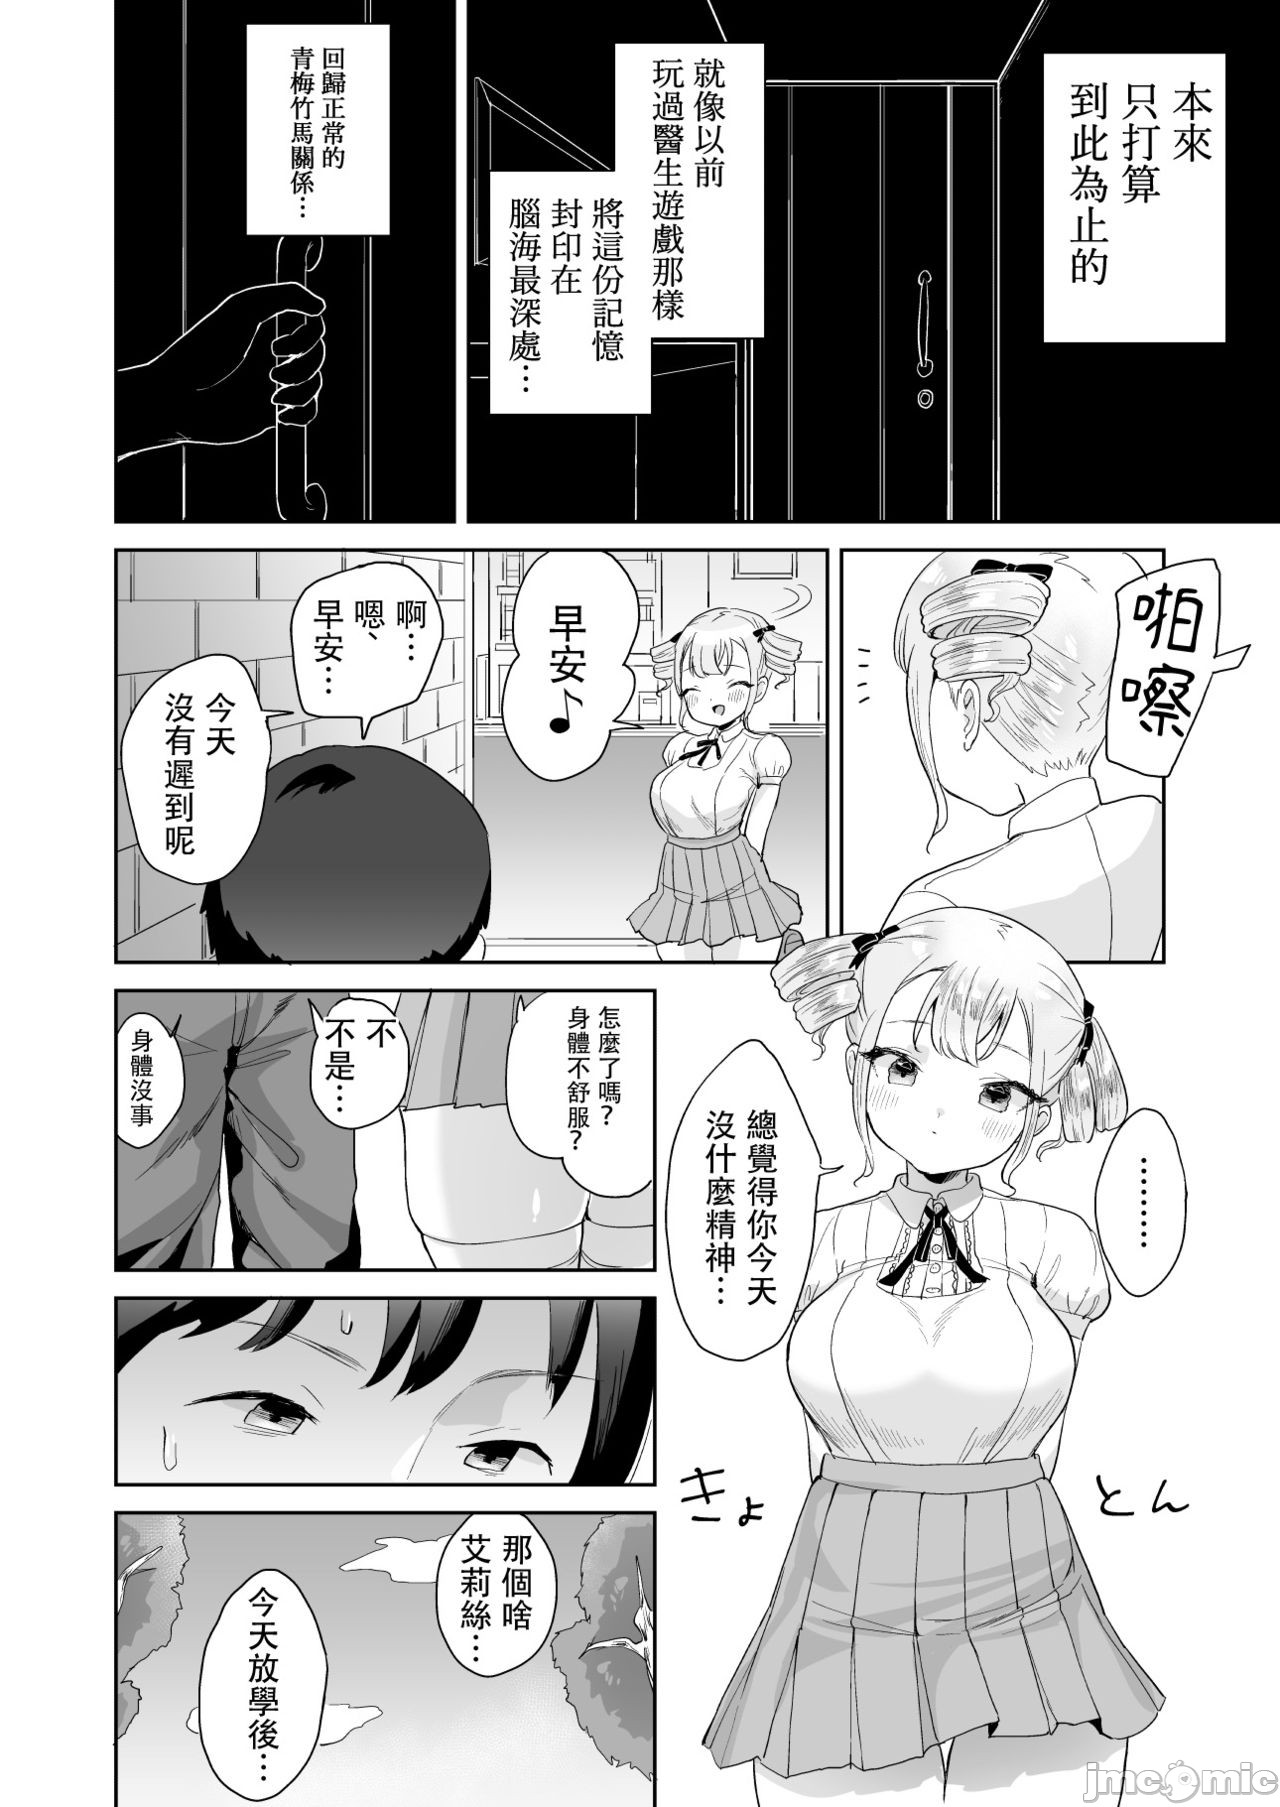 本來
只打算
到此為止的
就像以前
玩過醫生遊戲那樣
將這份記憶
封印在
腦海最深處…
回歸正常的
青梅竹馬關係…
啪嚓
早安♪
啊…
嗯、
早安…
今天
沒有遲到呢
………
總覺得你今天
沒什麼精神…
きょ
とん
怎麼了嗎？
身體不舒服？
不
不是…
身體沒事
那個啥
艾莉絲…
今天放學後…
jmcomic